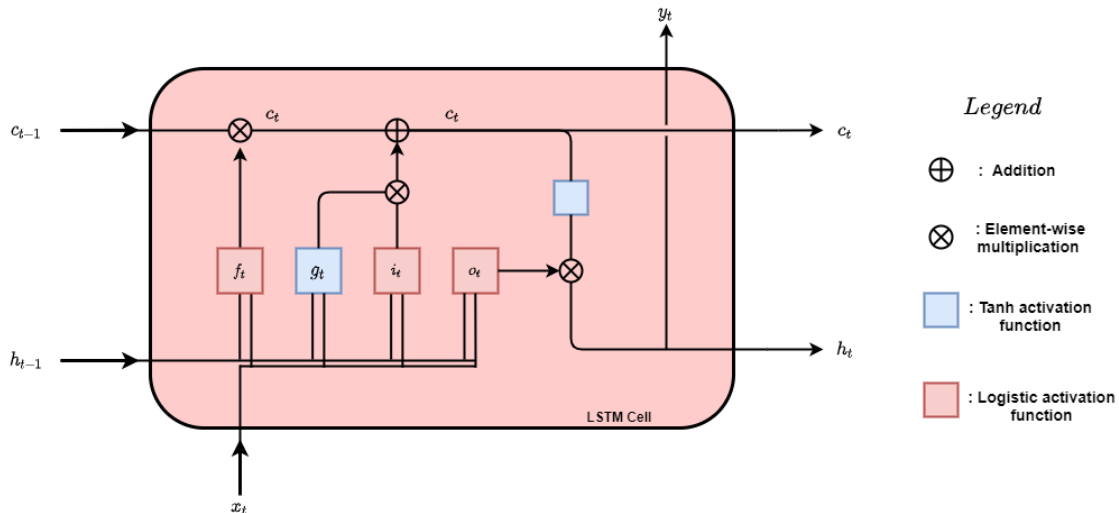 y_t
c_{t-1}
c_t
c_t
c_t
f_t
g_t
i_t
o_t
h_{t-1}
h_t
LSTM Cell
x_t
Legend
: Addition
: Element-wise
multiplication
: Tanh activation
function
: Logistic activation
function